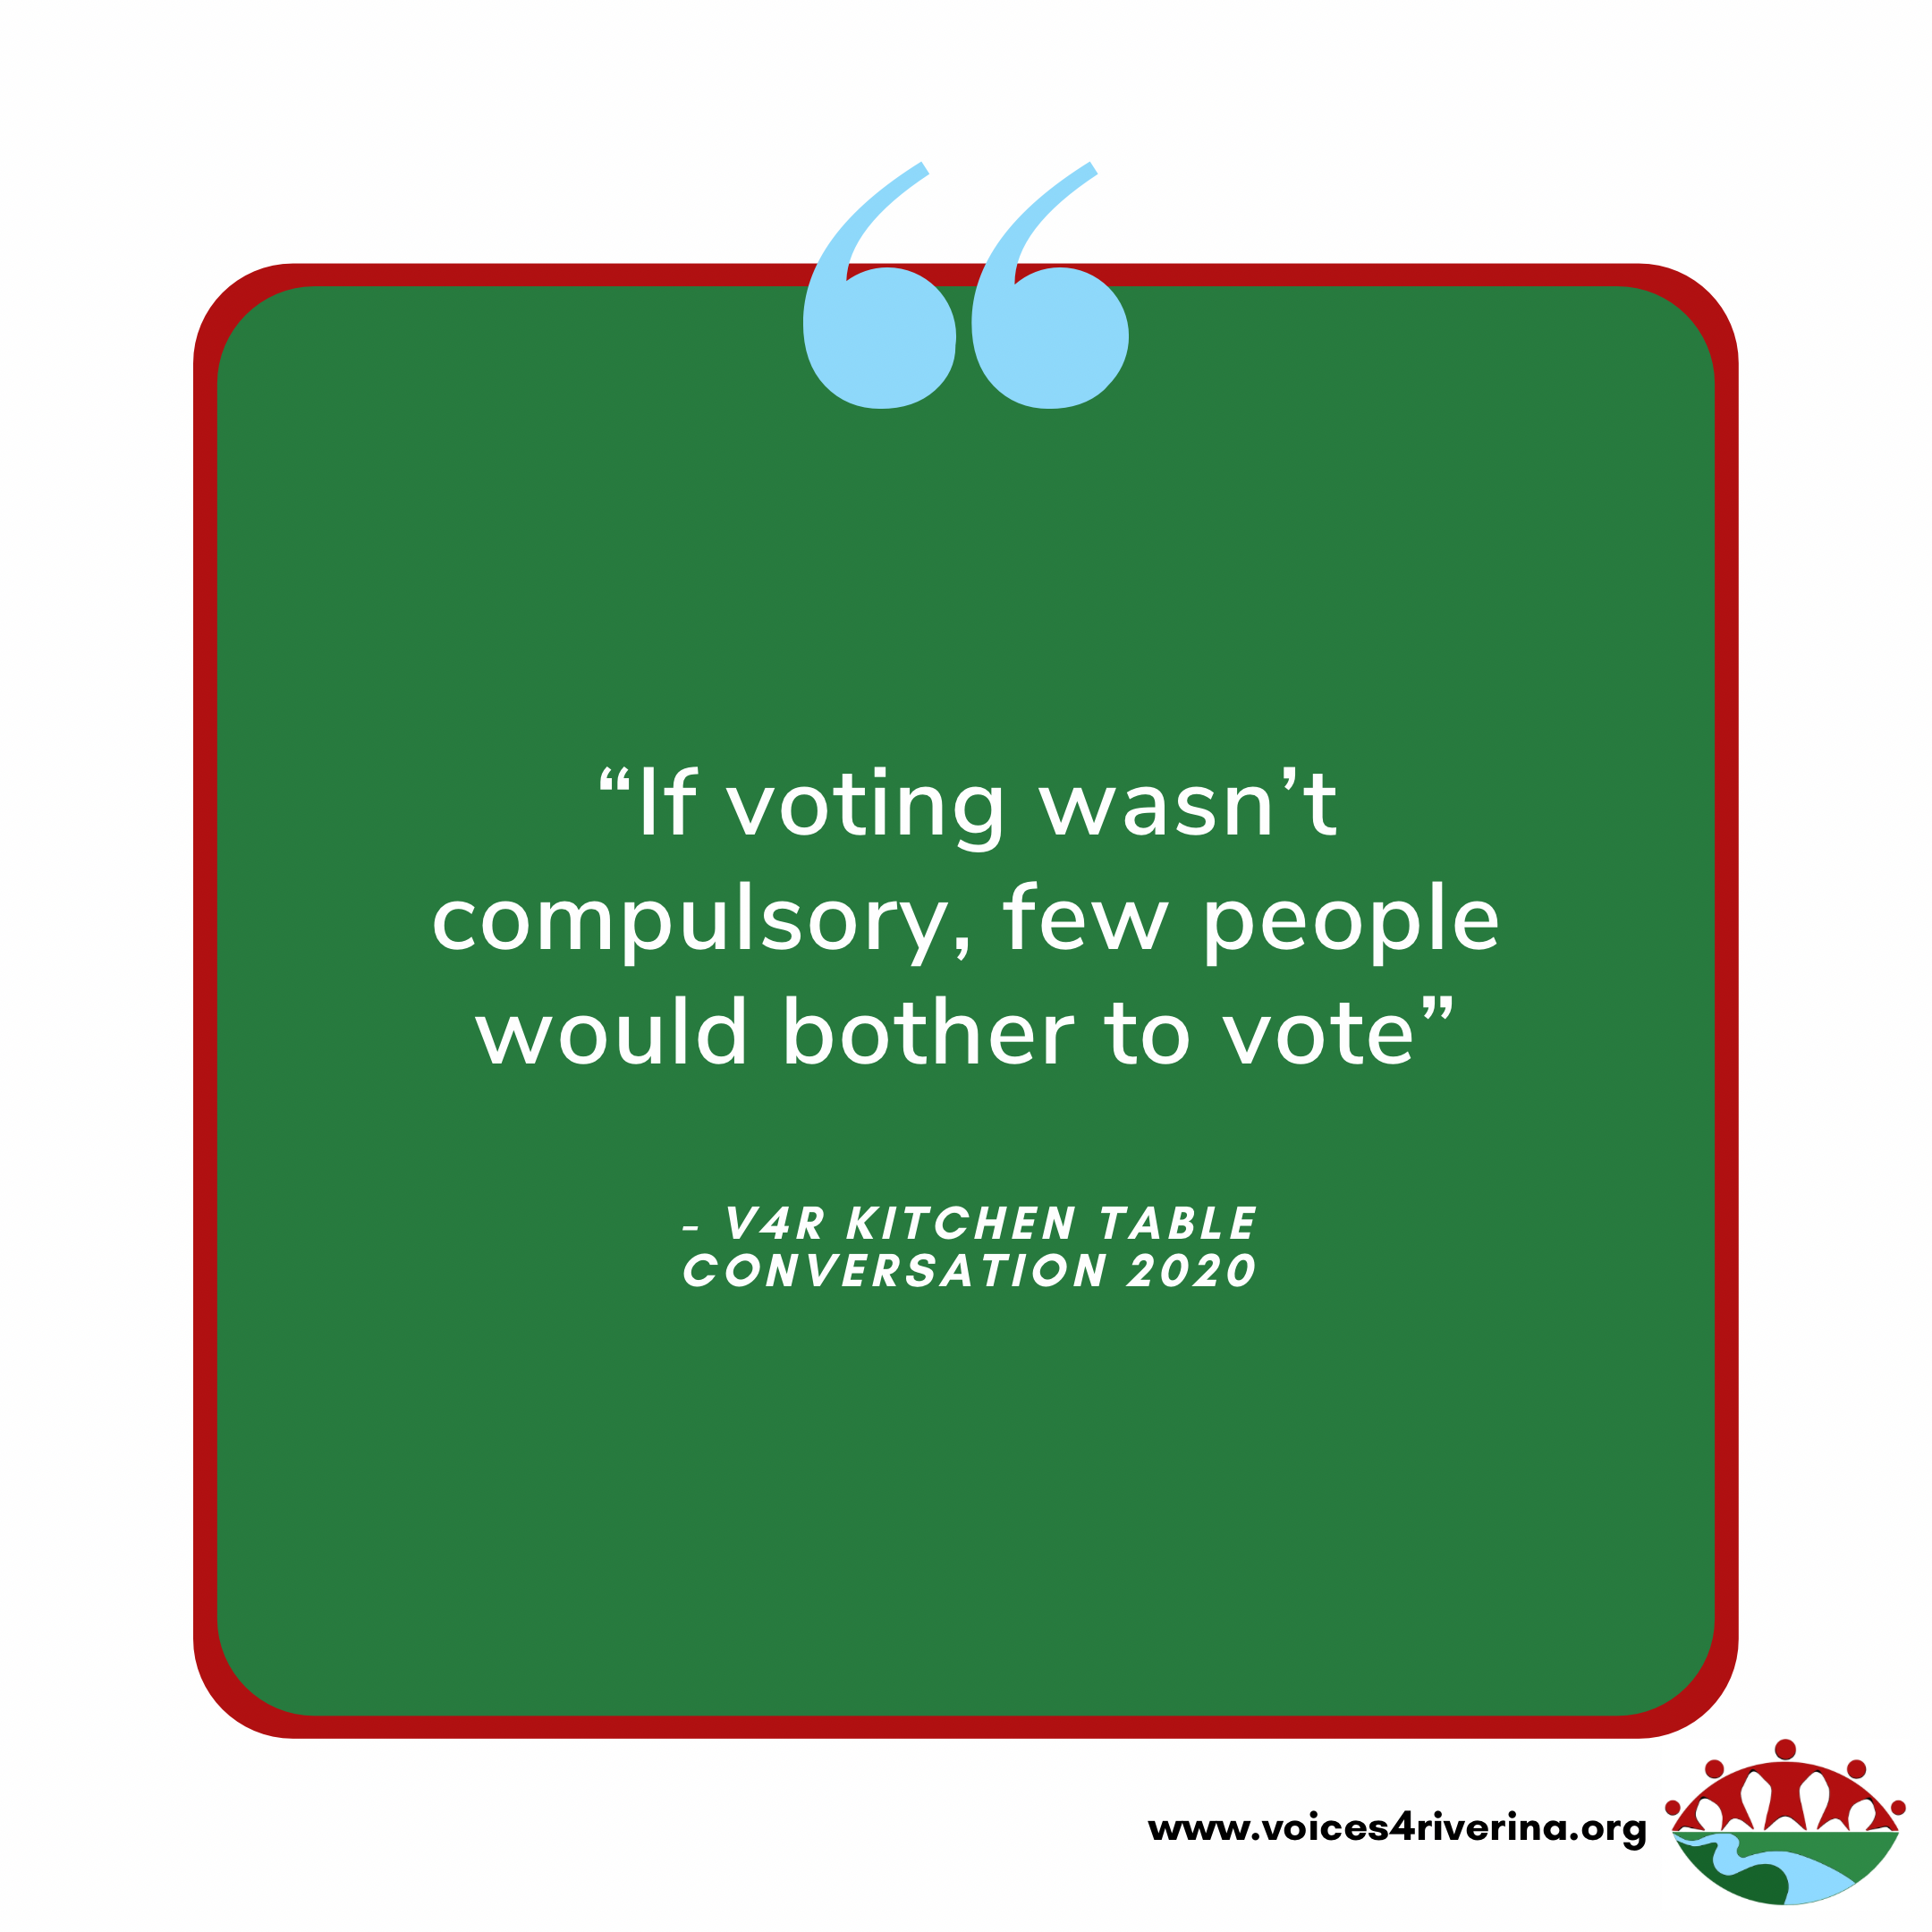 “If voting wasn’t
compulsory, few people
would bother to vote”
– V4R KITCHEN TABLE
CONVERSATION 2020
www.voices4riverina.org